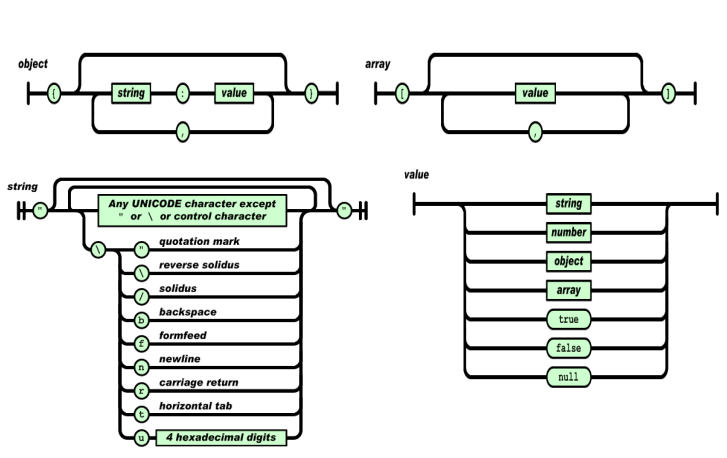 object
{ string : value }
,
array
[ value ]
,
string
" Any UNICODE character except "
" or \ or control character
\ " quotation mark
\ reverse solidus
/ solidus
b backspace
f formfeed
n newline
r carriage return
t horizontal tab
u 4 hexadecimal digits
value
string
number
object
array
true
false
null